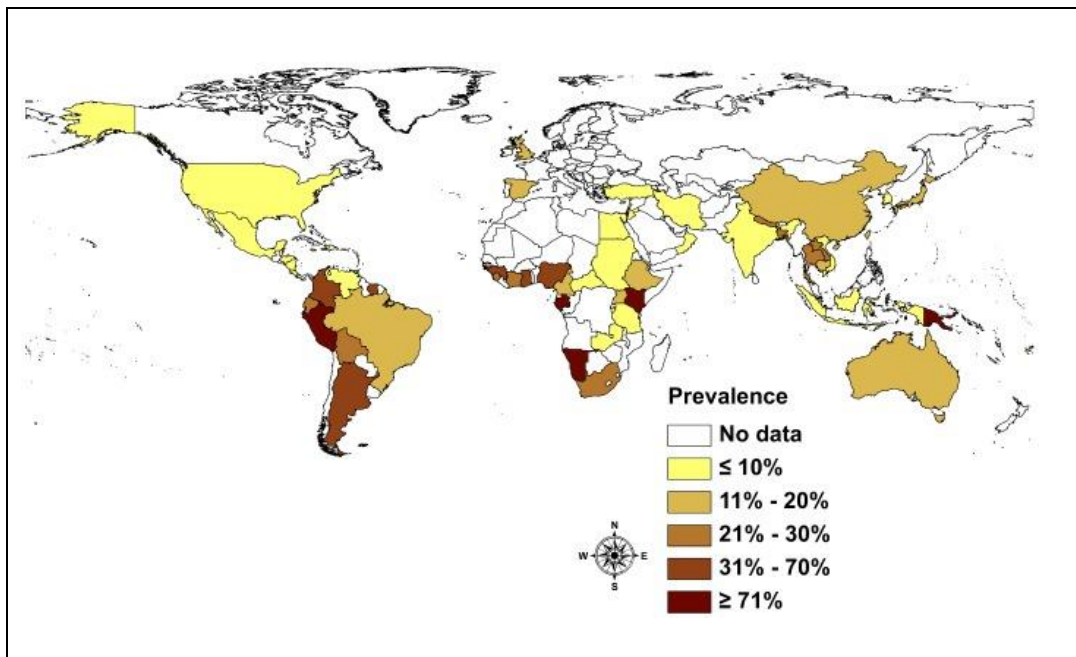 Prevalence
No data
≤ 10%
11% - 20%
21% - 30%
31% - 70%
≥ 71%
N
W E
S